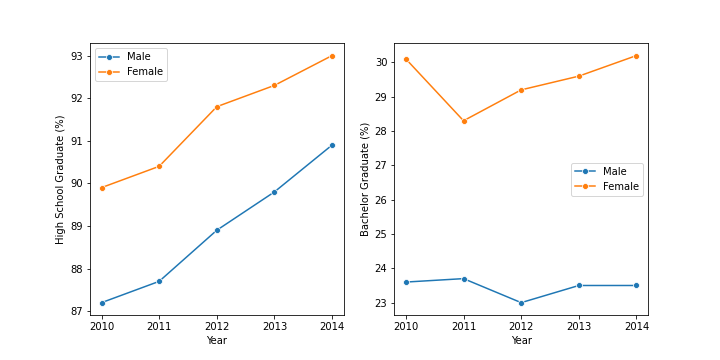 High School Graduate (%)
93
92
91
90
89
88
87
Male
Female
2010 2011 2012 2013 2014
Year
Bachelor Graduate (%)
30
29
28
27
26
25
24
23
Male
Female
2010 2011 2012 2013 2014
Year